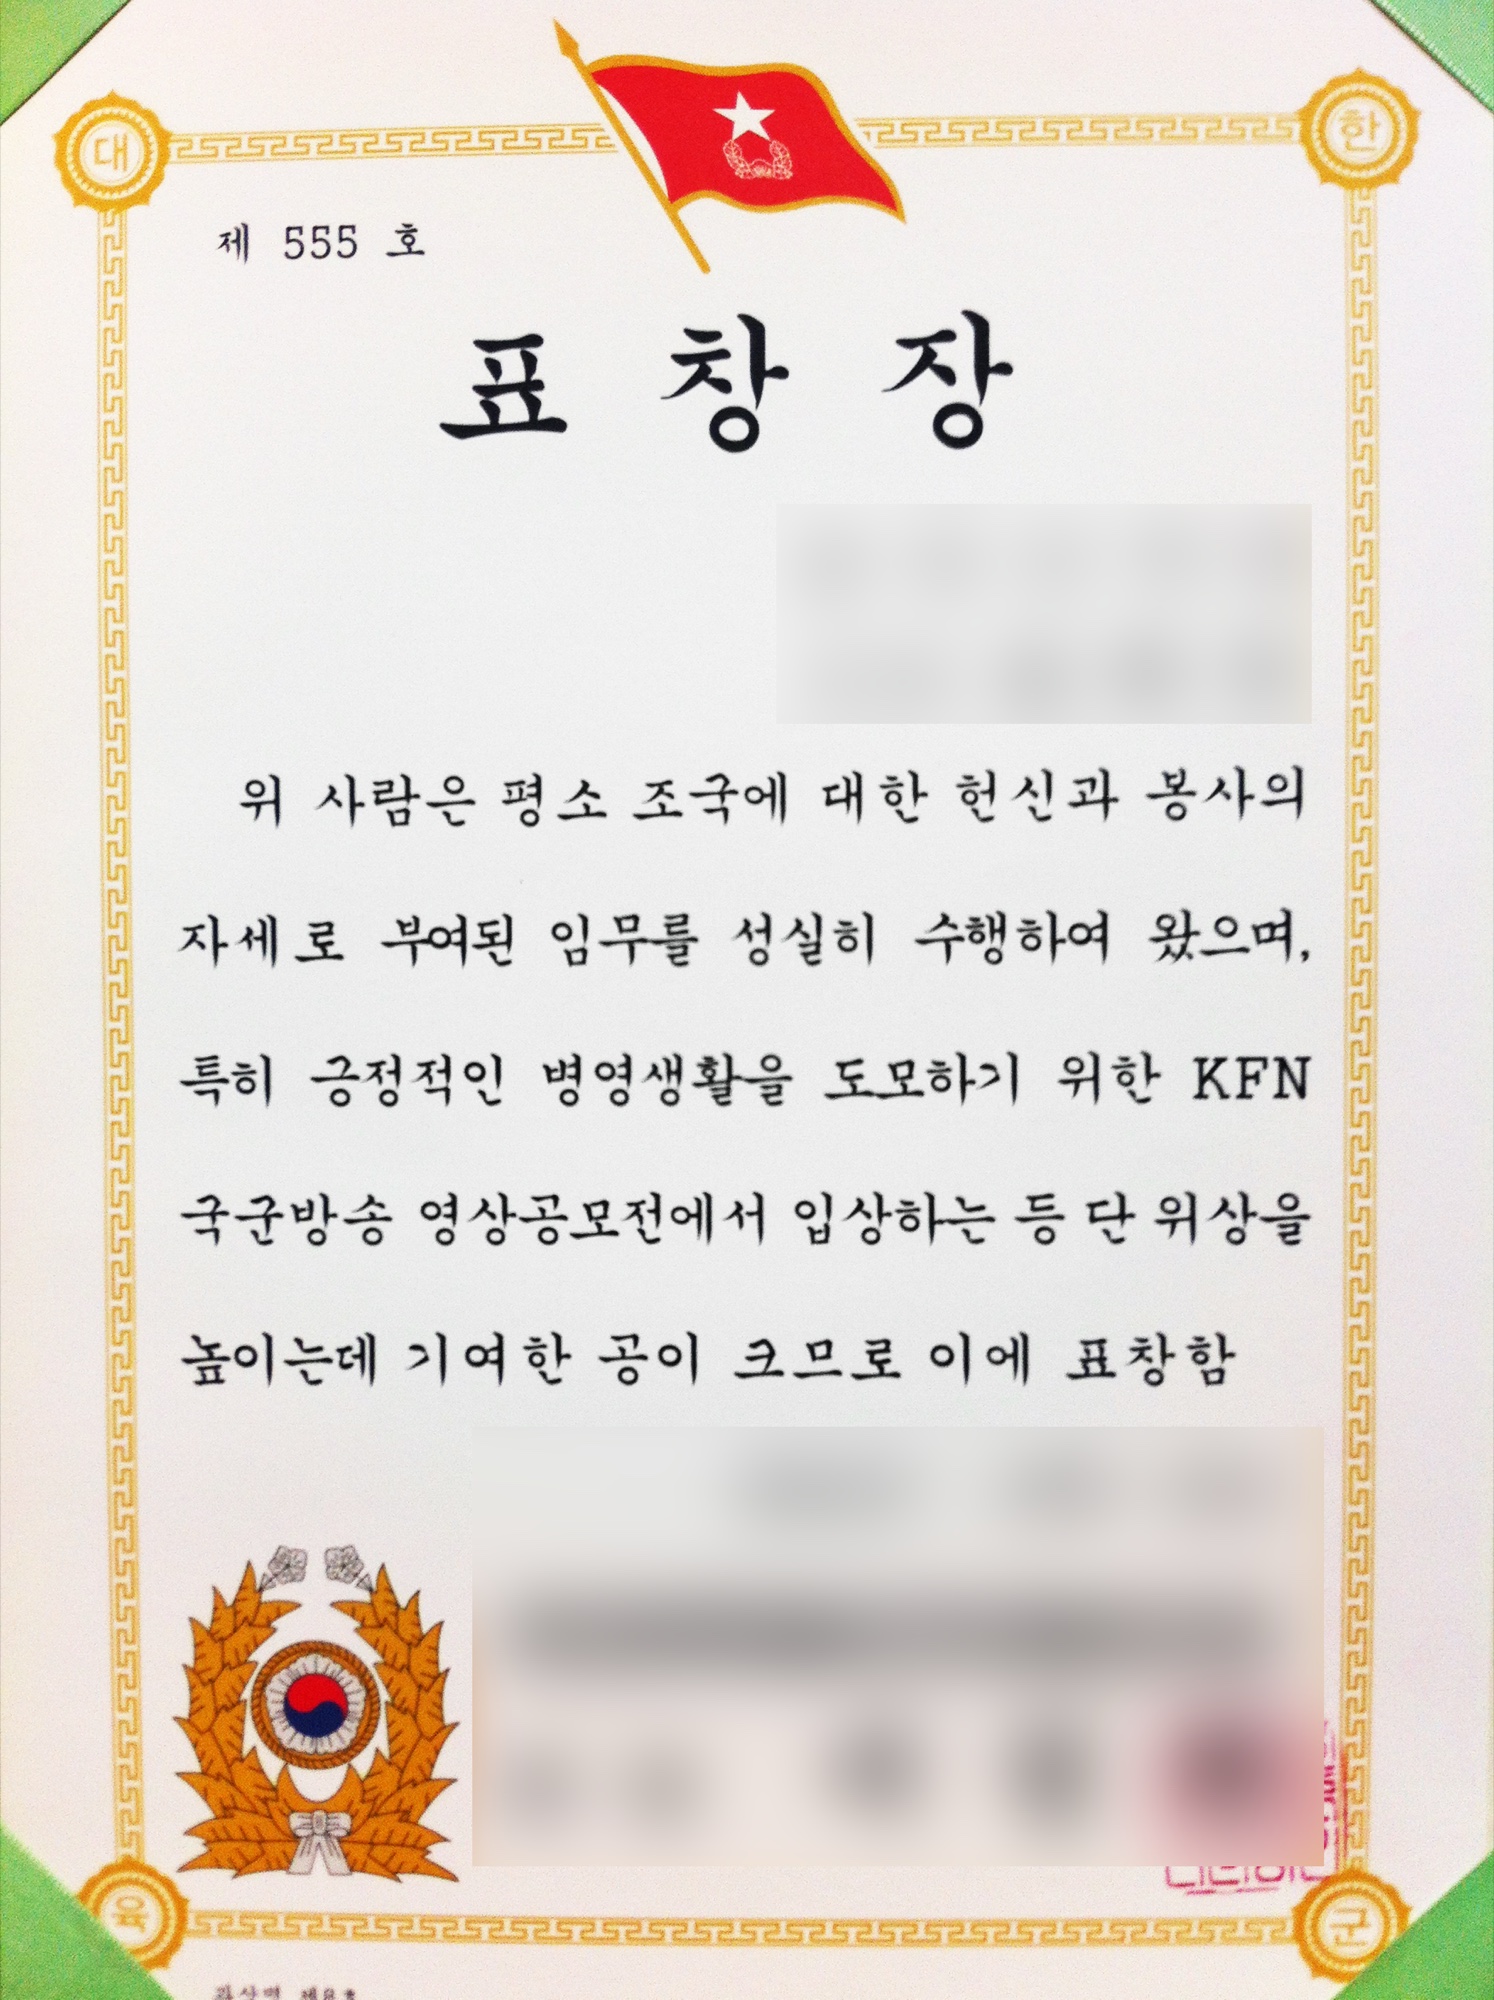 대 한
제 555 호
표 창 장
위 사람은 평소 조국에 대한 헌신과 봉사의
자세로 부여된 임무를 성실히 수행하여 왔으며,
특히 긍정적인 병영생활을 도모하기 위한 KFN
국군방송 영상공모전에서 입상하는 등 단 위상을
높이는데 기여한 공이 크므로 이에 표창함
육 군